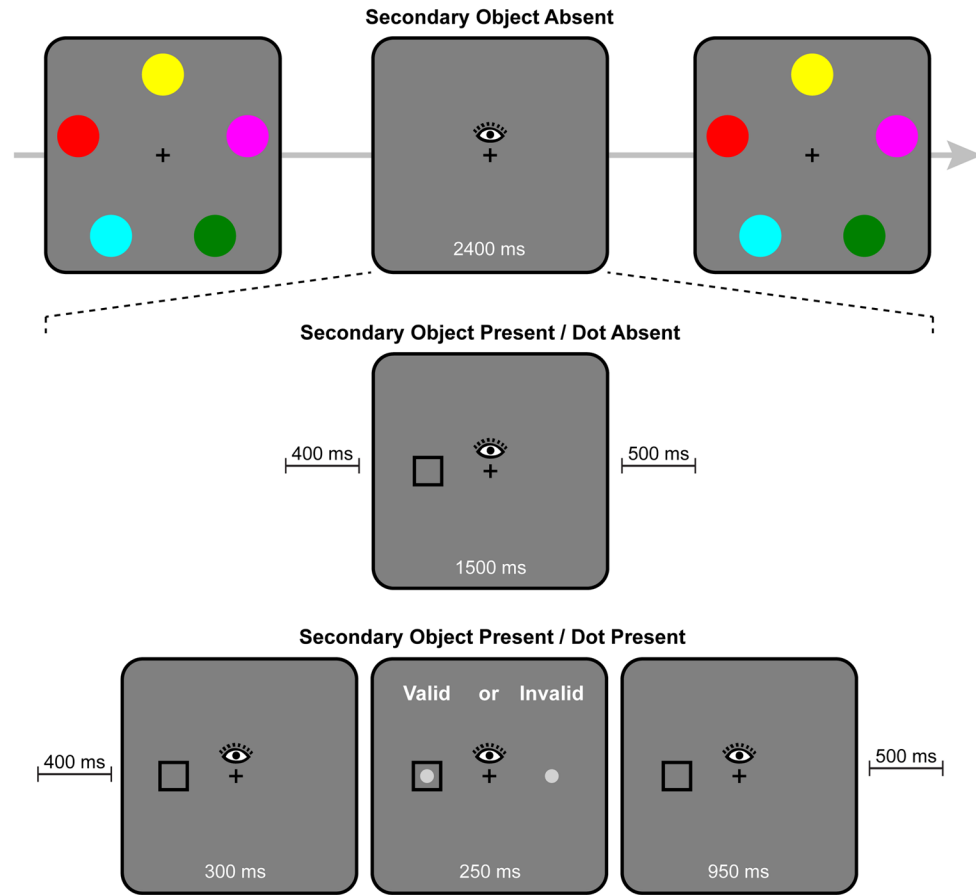 Secondary Object Absent
2400 ms
Secondary Object Present / Dot Absent
400 ms
500 ms
1500 ms
Secondary Object Present / Dot Present
Valid or Invalid
400 ms
500 ms
300 ms
250 ms
950 ms